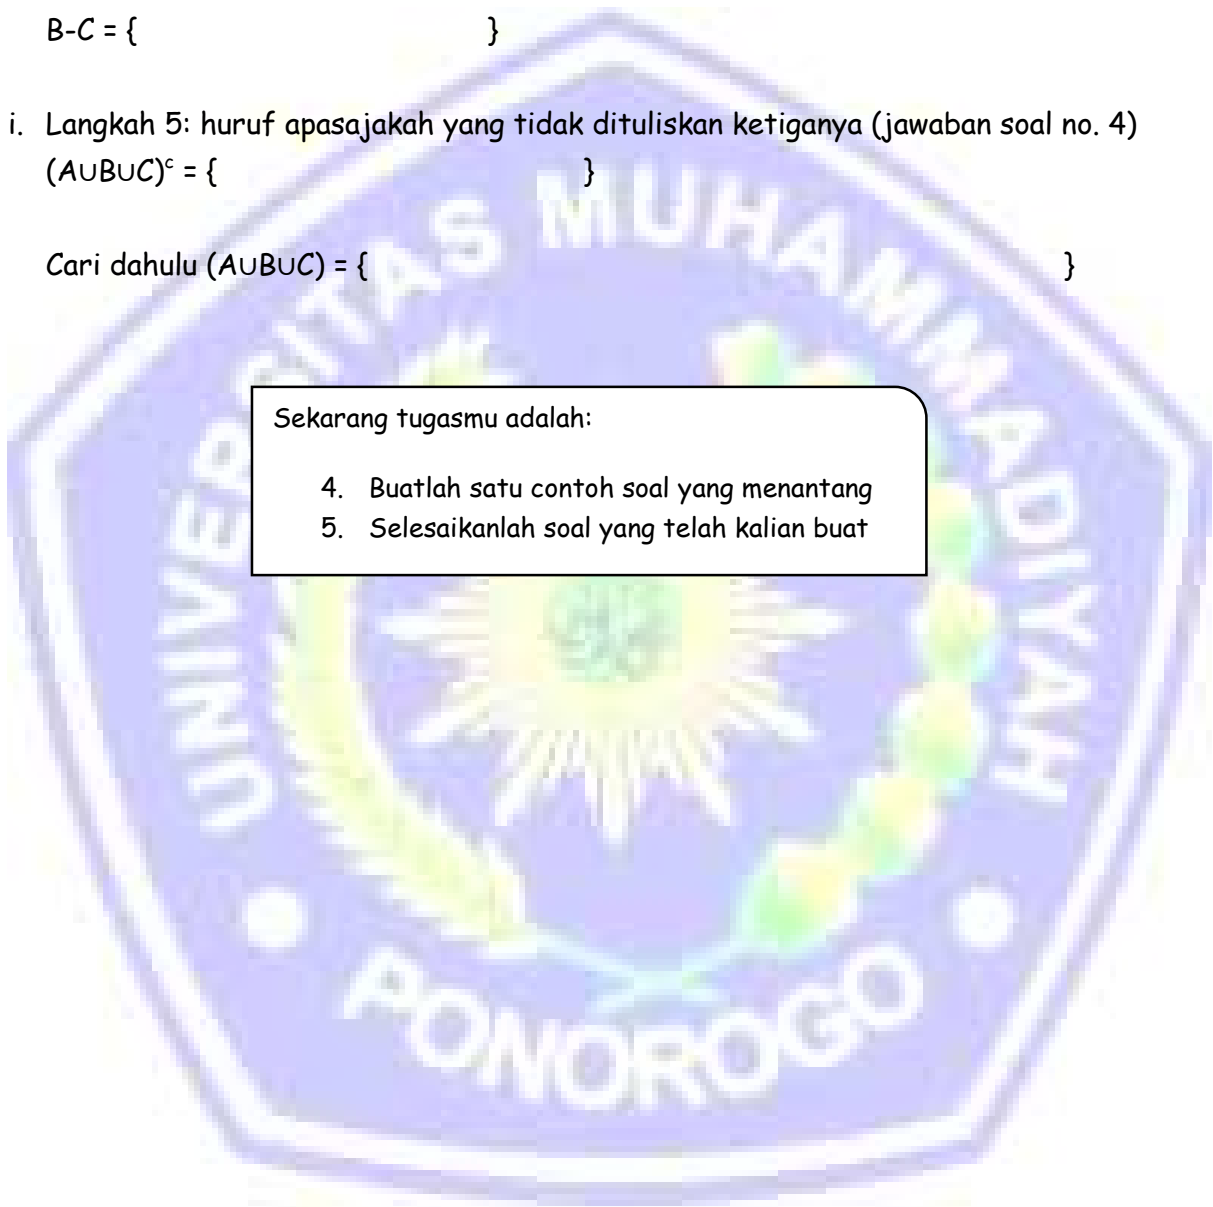 B-C = { }
i. Langkah 5: huruf apasajakah yang tidak dituliskan ketiganya (jawaban soal no. 4)
(A∪B∪C)ᶜ = { }
Cari dahulu (A∪B∪C) = { }
Sekarang tugasmu adalah:
4. Buatlah satu contoh soal yang menantang
5. Selesaikanlah soal yang telah kalian buat
UNIVERSITAS MUHAMMADIYAH
PONOROGO